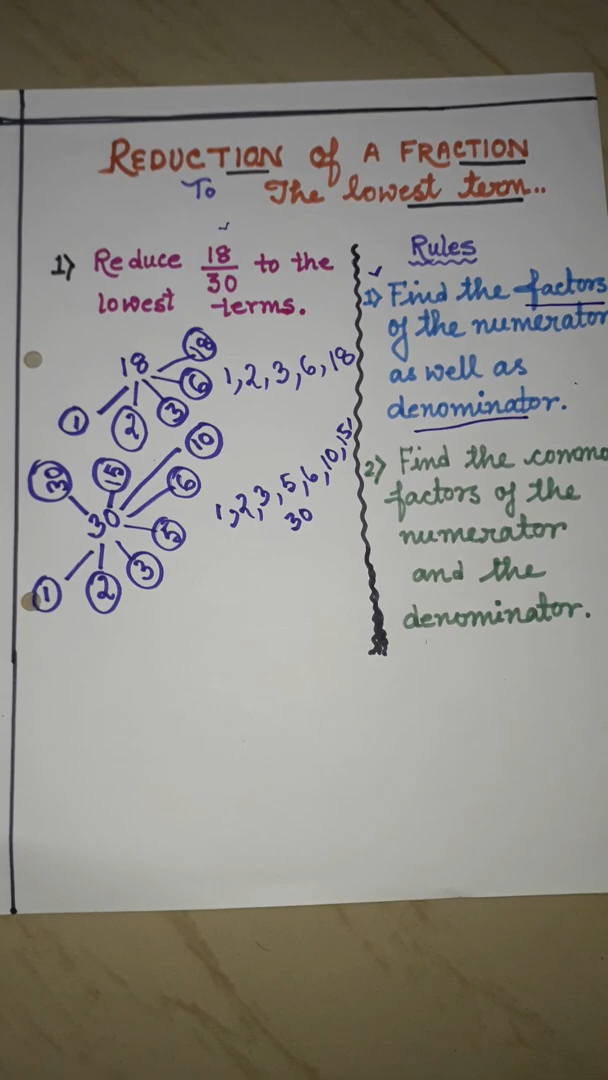 REDUCTION of A FRACTION
To The lowest term..
1) Reduce 18/30 to the
lowest terms.
18
18
6
3
2
1
1, 2, 3, 6, 18
30
30
15
10
6
5
3
2
1
1, 2, 3, 5, 6, 10, 15,
30
Rules
1) Find the factors
of the numerator
as well as
denominator.
2) Find the commo
factors of the
numerator
and the
denominator.